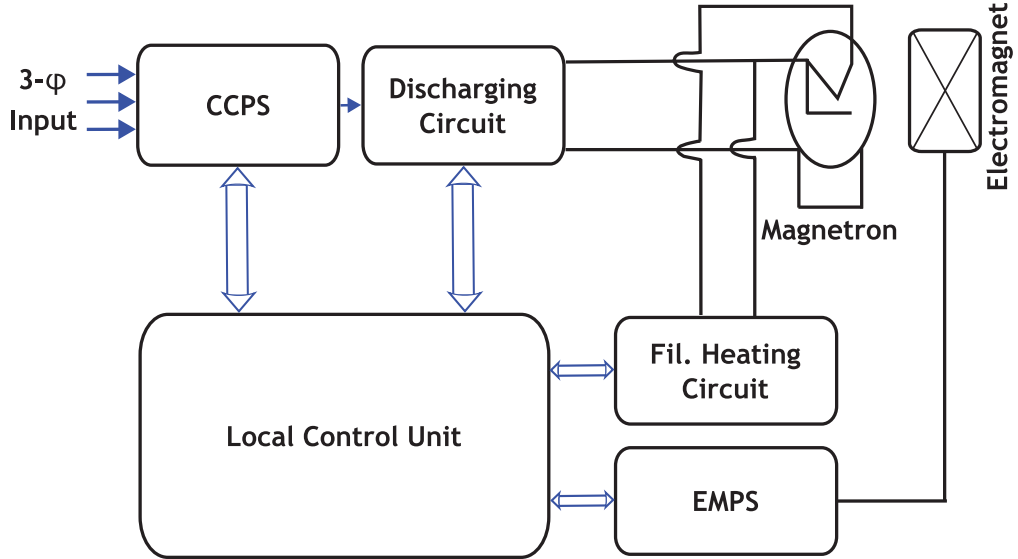 3-φ
Input
CCPS
Discharging
Circuit
Electromagnet
Magnetron
Fil. Heating
Circuit
Local Control Unit
EMPS